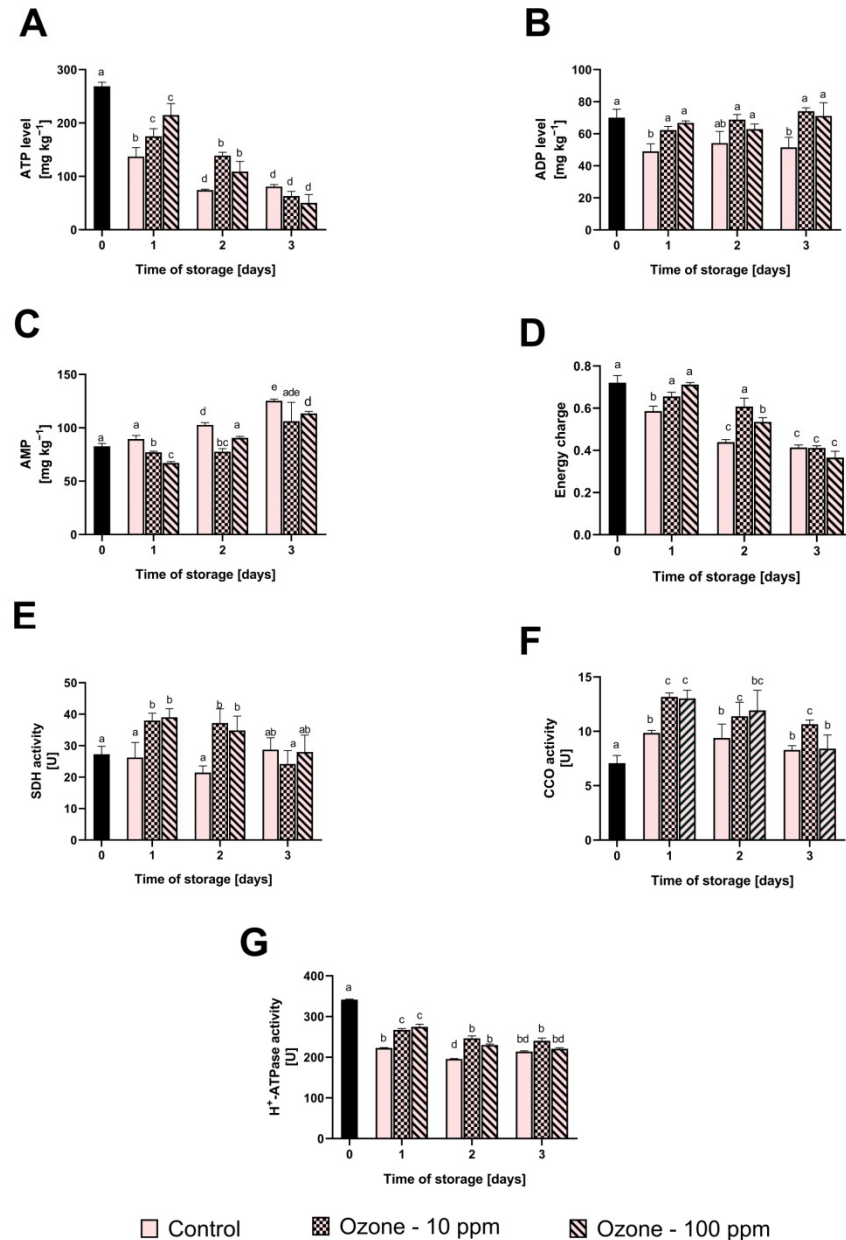 A
ATP level
[mg kg⁻¹]
300
200
100
0
a
b
c
c
d
b
b
d
d
d
0 1 2 3
Time of storage [days]
B
ADP level
[mg kg⁻¹]
100
80
60
40
20
0
a
b
a
a
ab
a
a
b
a
a
0 1 2 3
Time of storage [days]
C
AMP
[mg kg⁻¹]
150
100
50
0
a
a
b
c
d
bc
a
e
ade
d
0 1 2 3
Time of storage [days]
D
Energy charge
0.8
0.6
0.4
0.2
0.0
a
b
a
a
c
a
b
c
c
c
0 1 2 3
Time of storage [days]
E
SDH activity
[U]
50
40
30
20
10
0
a
a
b
b
a
b
b
ab
a
ab
0 1 2 3
Time of storage [days]
F
CCO activity
[U]
15
10
5
0
a
b
c
c
b
c
bc
b
c
b
0 1 2 3
Time of storage [days]
G
H⁺-ATPase activity
[U]
400
300
200
100
0
a
b
c
c
d
b
b
bd
b
bd
0 1 2 3
Time of storage [days]
Control Ozone - 10 ppm Ozone - 100 ppm